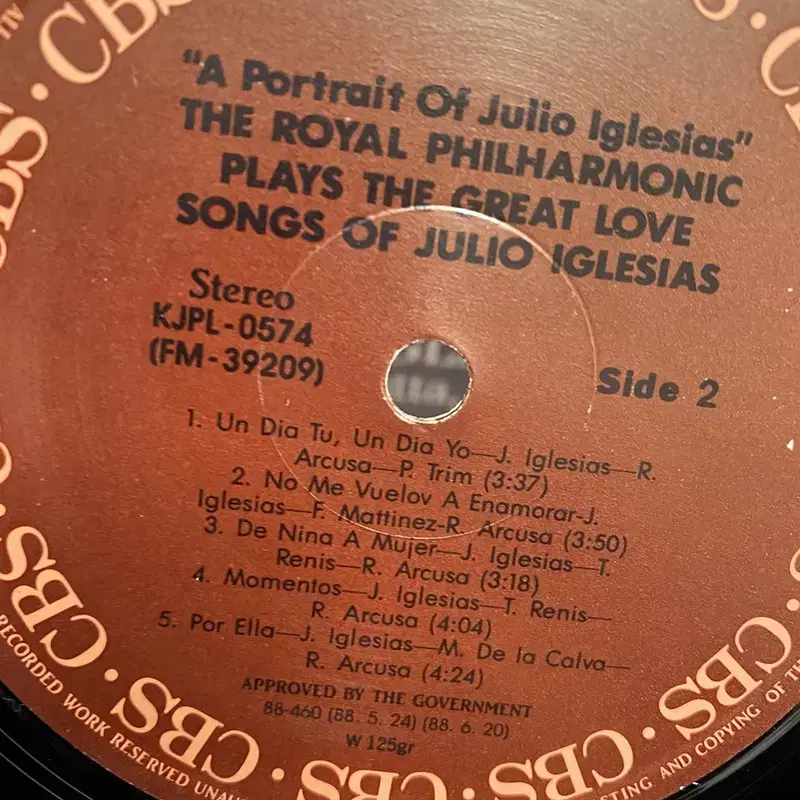 "A Portrait Of Julio Iglesias"
THE ROYAL PHILHARMONIC
PLAYS THE GREAT LOVE
SONGS OF JULIO IGLESIAS
Stereo
KJPL-0574
(FM-39209)
Side 2
1. Un Dia Tu, Un Dia Yo—J. Iglesias—R.
Arcusa—P. Trim (3:37)
2. No Me Vuelov A Enamorar-J.
Iglesias—F. Mattinez-R. Arcusa (3:50)
3. De Nina A Mujer—J. Iglesias—T.
Renis—R. Arcusa (3:18)
4. Momentos—J. Iglesias—T. Renis—
R. Arcusa (4:04)
5. Por Ella—J. Iglesias—M. De la Calva—
R. Arcusa (4:24)
APPROVED BY THE GOVERNMENT
88-460 (88. 5. 24) (88. 6. 20)
W 125gr
CBS · CBS · CBS · CBS · CBS · CBS · CBS
RECORDED WORK RESERVED
AND COPYING OF